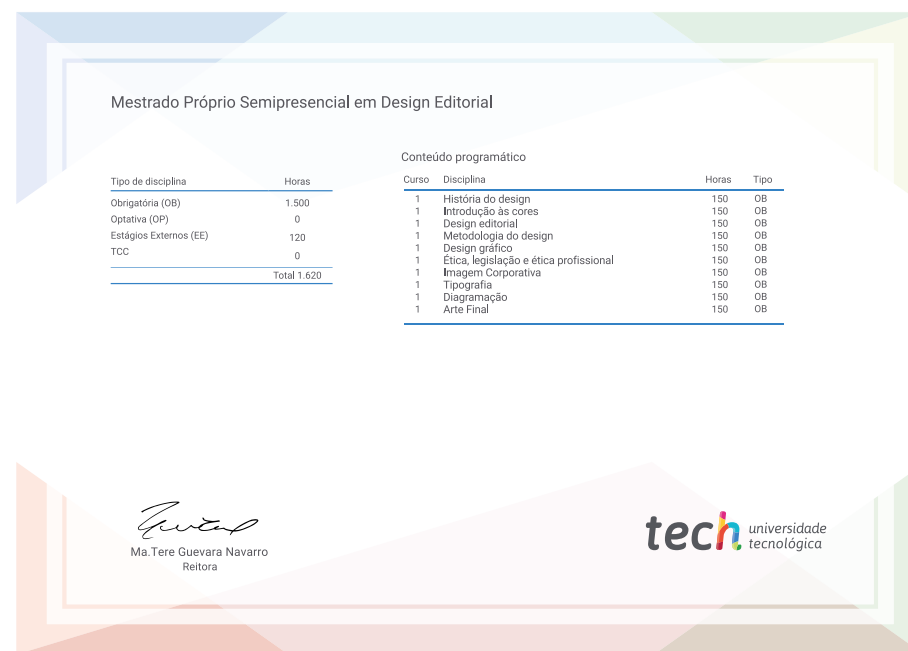 Mestrado Próprio Semipresencial em Design Editorial
Tipo de disciplina Horas
Obrigatória (OB) 1.500
Optativa (OP) 0
Estágios Externos (EE) 120
TCC 0
Total 1.620
Conteúdo programático
Curso Disciplina Horas Tipo
1 História do design 150 OB
1 Introdução às cores 150 OB
1 Design editorial 150 OB
1 Metodologia do design 150 OB
1 Design gráfico 150 OB
1 Ética, legislação e ética profissional 150 OB
1 Imagem Corporativa 150 OB
1 Tipografia 150 OB
1 Diagramação 150 OB
1 Arte Final 150 OB
Ma.Tere Guevara Navarro
Reitora
tech universidade
tecnológica